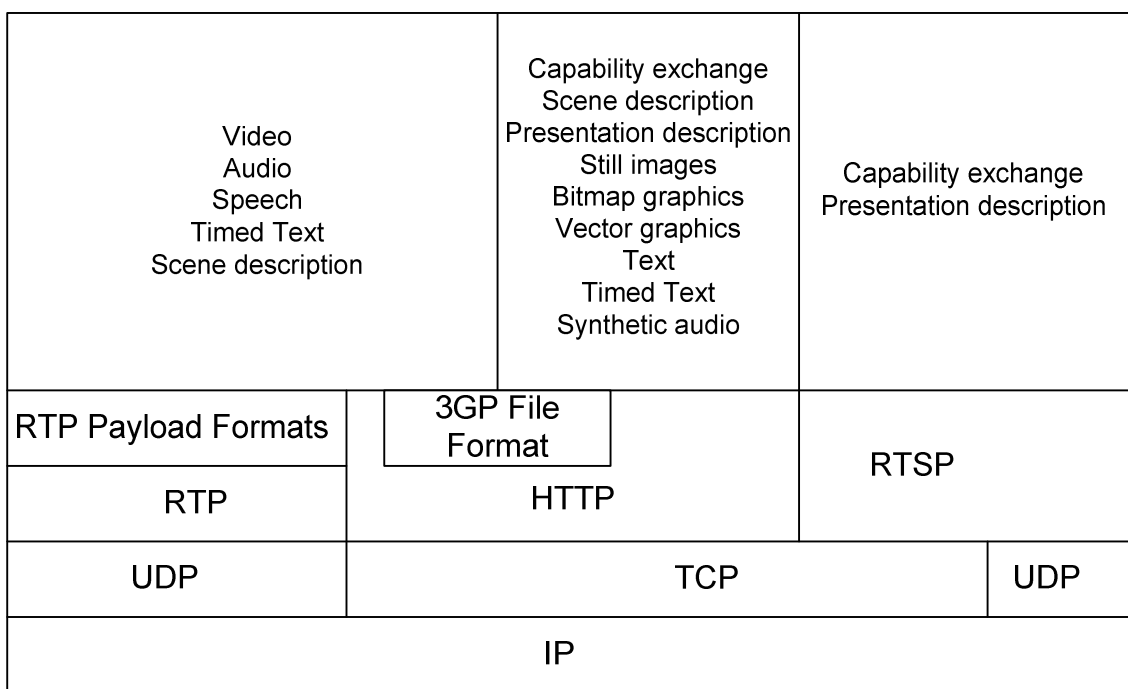 Video
Audio
Speech
Timed Text
Scene description
Capability exchange
Scene description
Presentation description
Still images
Bitmap graphics
Vector graphics
Text
Timed Text
Synthetic audio
Capability exchange
Presentation description
RTP Payload Formats
3GP File
Format
RTP
HTTP
RTSP
UDP
TCP
UDP
IP